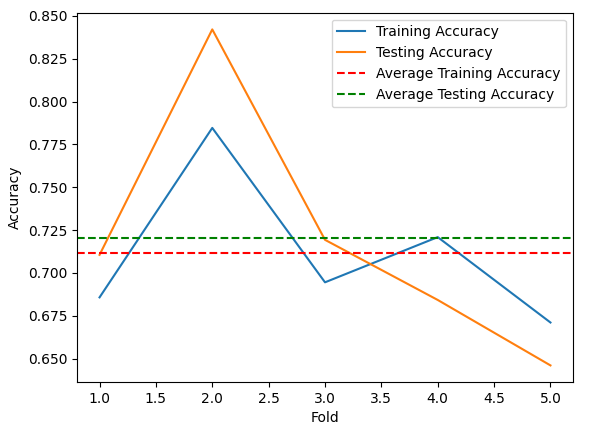 Training Accuracy
Testing Accuracy
Average Training Accuracy
Average Testing Accuracy
0.850
0.825
0.800
0.775
0.750
0.725
0.700
0.675
0.650
Accuracy
1.0 1.5 2.0 2.5 3.0 3.5 4.0 4.5 5.0
Fold